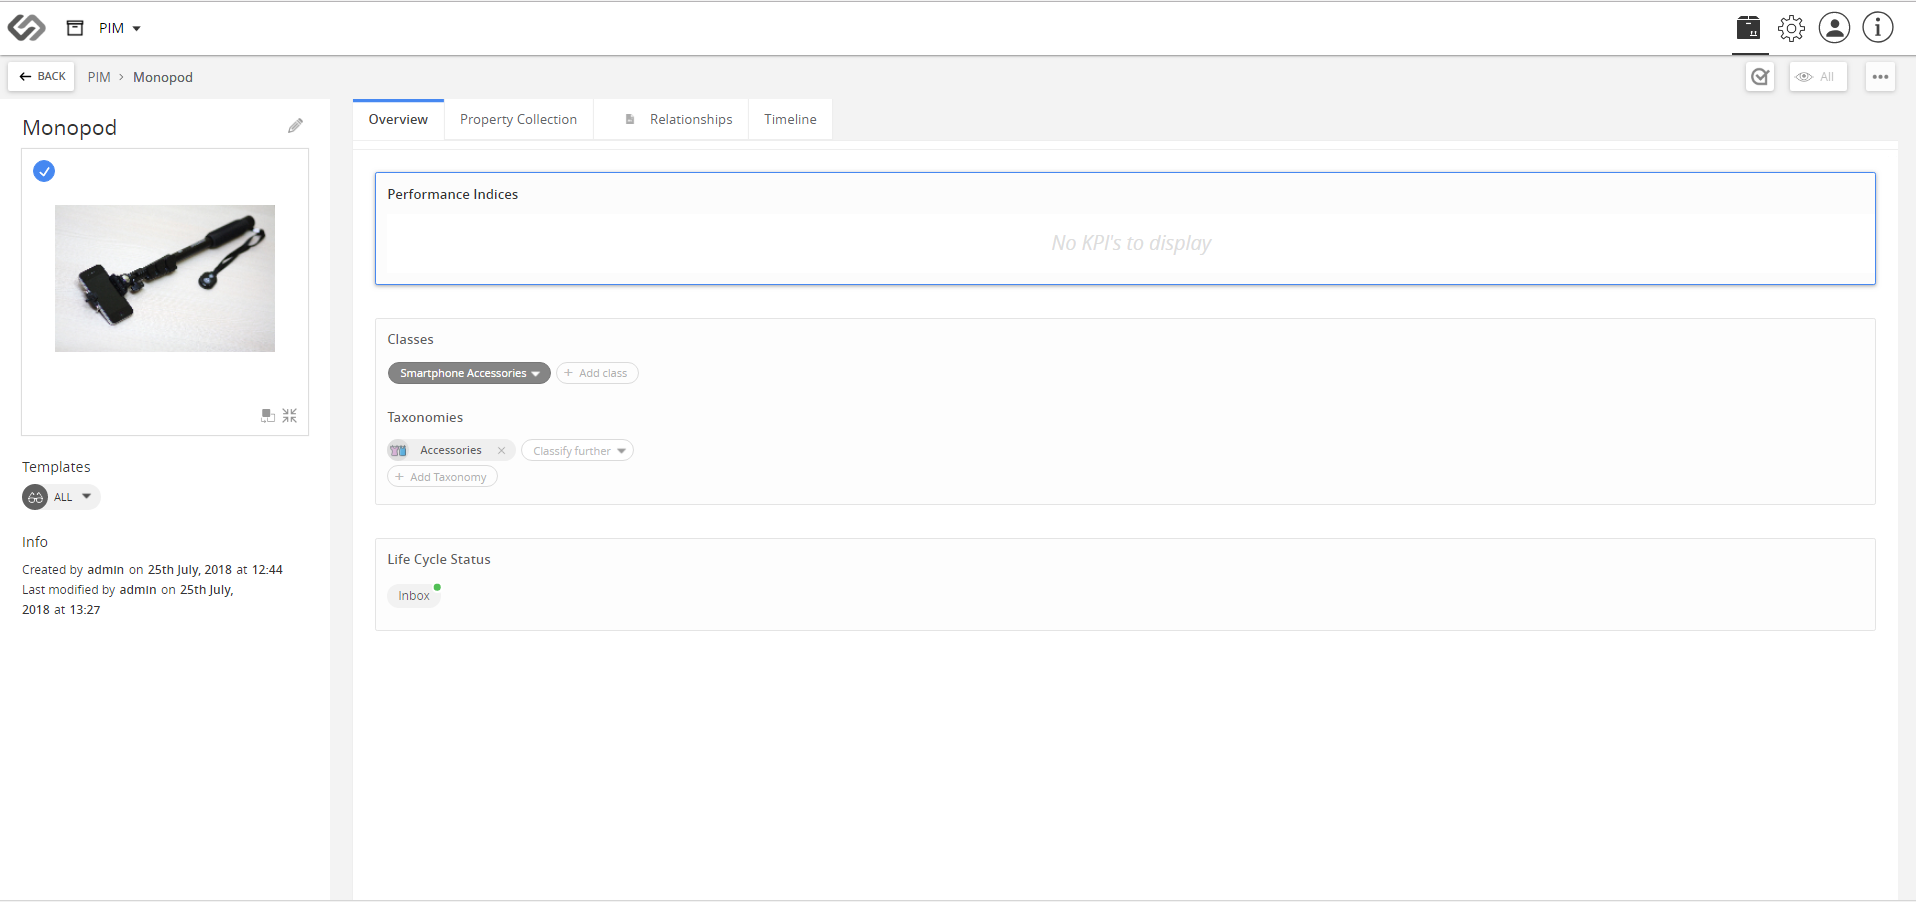 PIM
BACK
PIM > Monopod
All
Monopod
Templates
ALL
Info
Created by admin on 25th July, 2018 at 12:44
Last modified by admin on 25th July,
2018 at 13:27
Overview
Property Collection
Relationships
Timeline
Performance Indices
No KPI's to display
Classes
Smartphone Accessories
+ Add class
Taxonomies
Accessories
Classify further
+ Add Taxonomy
Life Cycle Status
Inbox